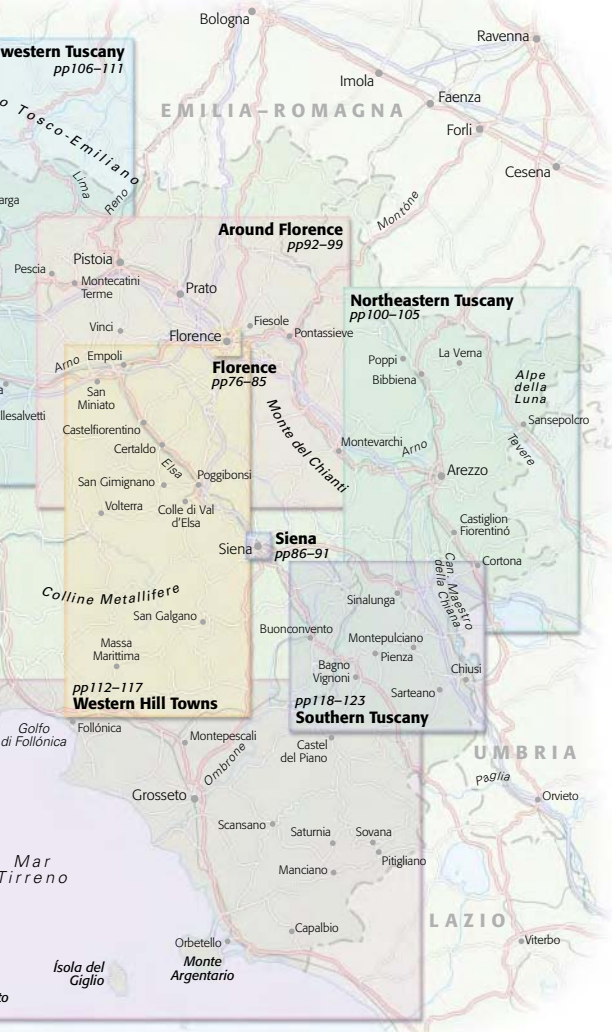 Bologna
Ravenna
western Tuscany
pp106–111
Imola
Faenza
EMILIA–ROMAGNA
Forli
o Tosco-Emiliano
Cesena
Lima
Reno
arga
Montóne
Around Florence
pp92–99
Pistoia
Pescia
Montecatini
Terme
Prato
Northeastern Tuscany
pp100–105
Vinci
Fiesole
Florence
Pontassieve
Arno
Empoli
Poppi
La Verna
Bibbiena
Florence
pp76–85
Alpe
della
Luna
San
Miniato
llesalvetti
Castelfiorentino
Monte del Chianti
Sansepolcro
Certaldo
Montevarchi
Arno
Tevere
Elsa
Poggibonsi
San Gimignano
Arezzo
Volterra
Colle di Val
d'Elsa
Castiglion
Fiorentinó
Siena
Siena
pp86–91
Cortona
Can. Maestro
della Chiana
Colline Metallifere
Sinalunga
San Galgano
Buonconvento
Montepulciano
Massa
Marittima
Pienza
Bagno
Vignoni
Chiusi
Sarteano
pp112–117
Western Hill Towns
pp118–123
Southern Tuscany
Golfo
di Follónica
Follónica
Montepescali
Castel
del Piano
UMBRIA
Ombrone
Paglia
Grosseto
Orvieto
Scansano
Saturnia
Sovana
Pitigliano
Mar
Tirreno
Manciano
LAZIO
Capalbio
Orbetello
Viterbo
Monte
Argentario
Ísola del
Giglio
to